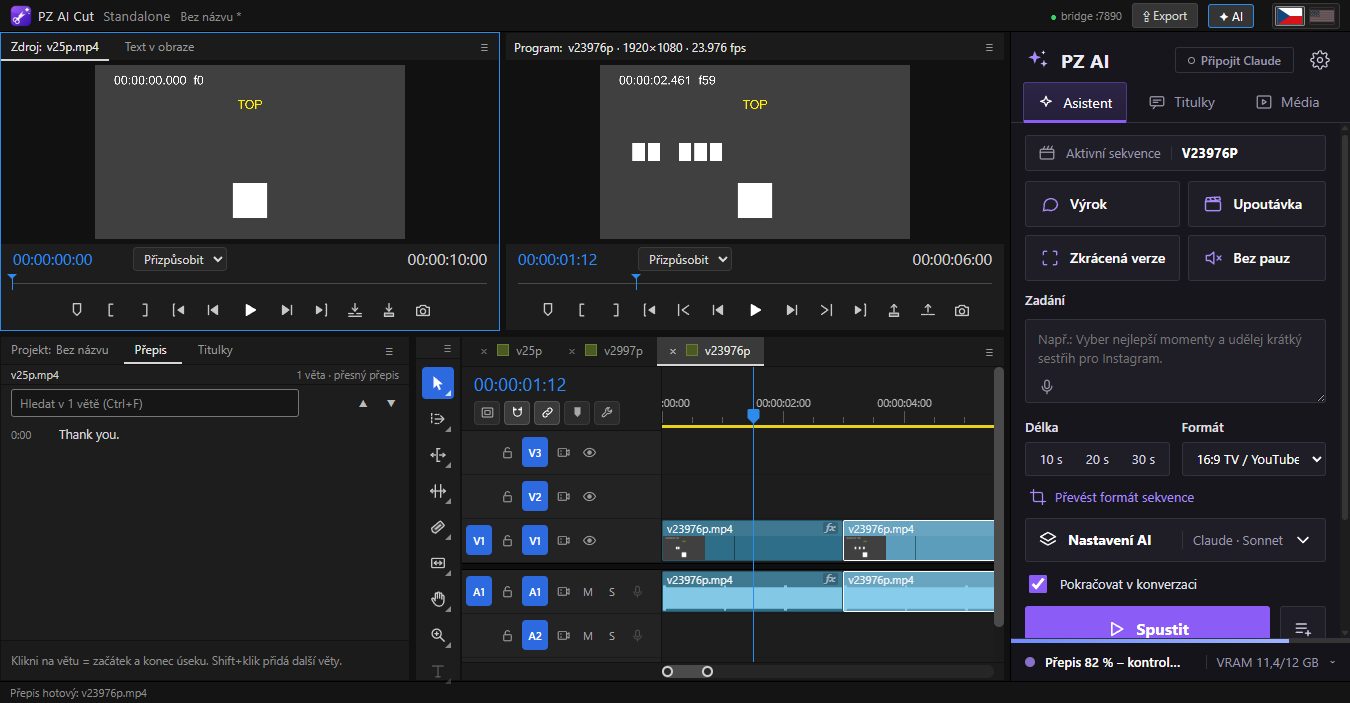 PZ AI Cut Standalone Bez názvu * bridge :7890 Export AI
Zdroj: v25p.mp4 Text v obraze
00:00:00.000 f0
TOP
00:00:00:00 Přizpůsobit 00:00:10:00
Program: v23976p · 1920×1080 · 23.976 fps
00:00:02.461 f59
TOP
00:00:01:12 Přizpůsobit 00:00:06:00
Projekt: Bez názvu Přepis Titulky
v25p.mp4 1 věta · přesný přepis
Hledat v 1 větě (Ctrl+F)
0:00 Thank you.
Klikni na větu = začátek a konec úseku. Shift+klik přidá další věty.
× v25p × v2997p × v23976p
00:00:01:12
:00:00 00:00:02:00 00:00:04:00
V3
V2
V1 V1
v23976p.mp4 fx v23976p.mp4
A1 A1 M S
v23976p.mp4 fx v23976p.mp4
A2 M S
PZ AI Připojit Claude
Asistent Titulky Média
Aktivní sekvence V23976P
Výrok Upoutávka
Zkrácená verze Bez pauz
Zadání
Např.: Vyber nejlepší momenty a udělej krátký
sestřih pro Instagram.
Délka Formát
10 s 20 s 30 s 16:9 TV / YouTube
Převést formát sekvence
Nastavení AI Claude · Sonnet
Pokračovat v konverzaci
Spustit
Přepis 82 % – kontrol... VRAM 11,4/12 GB
Přepis hotový: v23976p.mp4